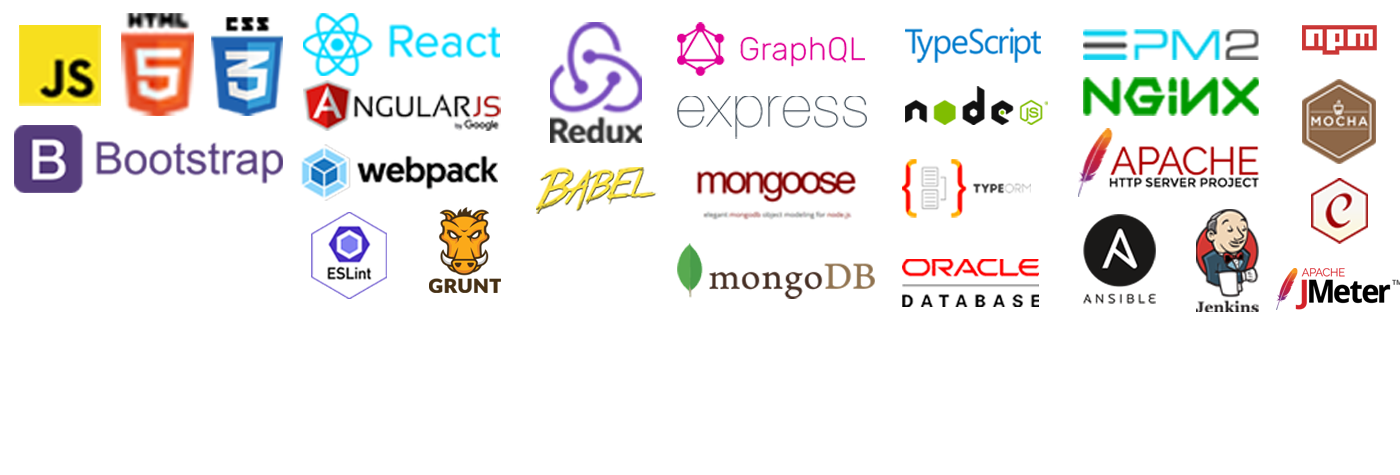 JS
HTML
5
CSS
3
B Bootstrap
React
A NGULARJS
by Google
webpack
ESLint
GRUNT
Redux
BABEL
GraphQL
express
mongoose
elegant mongodb object modeling for node.js
mongoDB
TypeScript
node
JS
TYPEORM
ORACLE
DATABASE
PM2
NGiNX
APACHE
HTTP SERVER PROJECT
A
ANSIBLE
Jenkins
npm
MOCHA
c
APACHE
JMeter™